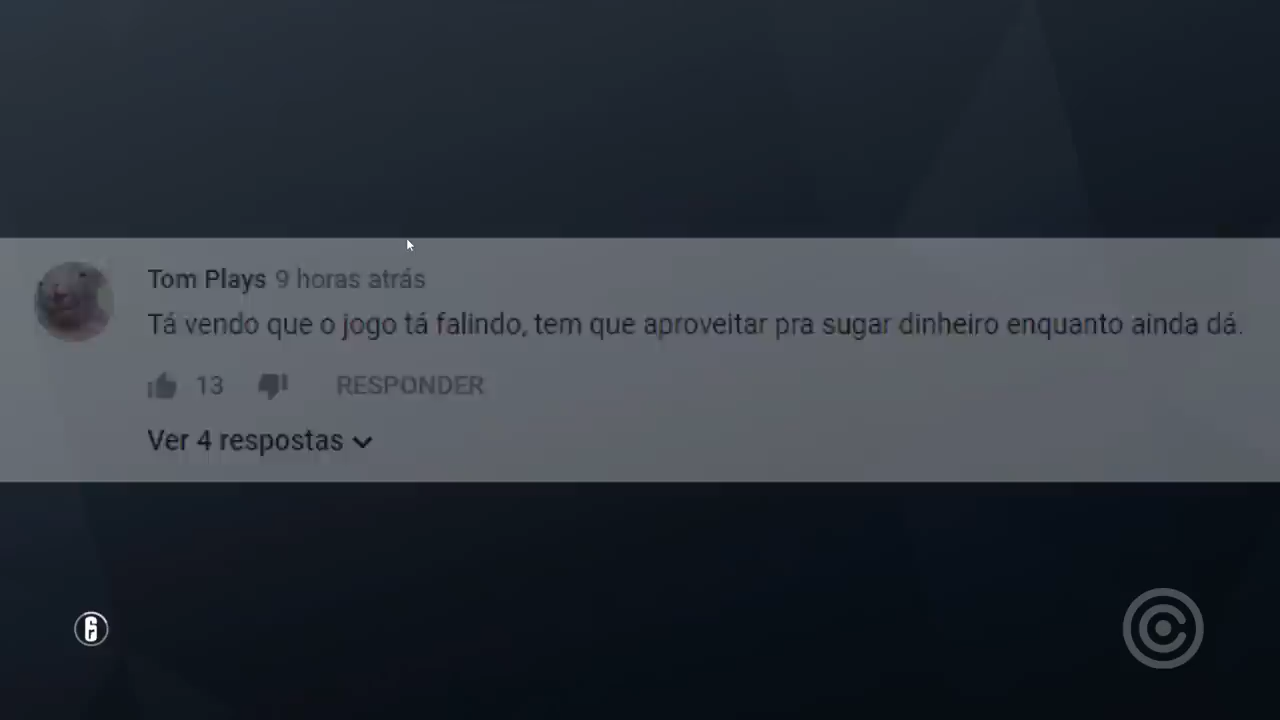 Tom Plays 9 horas atrás
Tá vendo que o jogo tá falindo, tem que aproveitar pra sugar dinheiro enquanto ainda dá.
13 RESPONDER
Ver 4 respostas
6